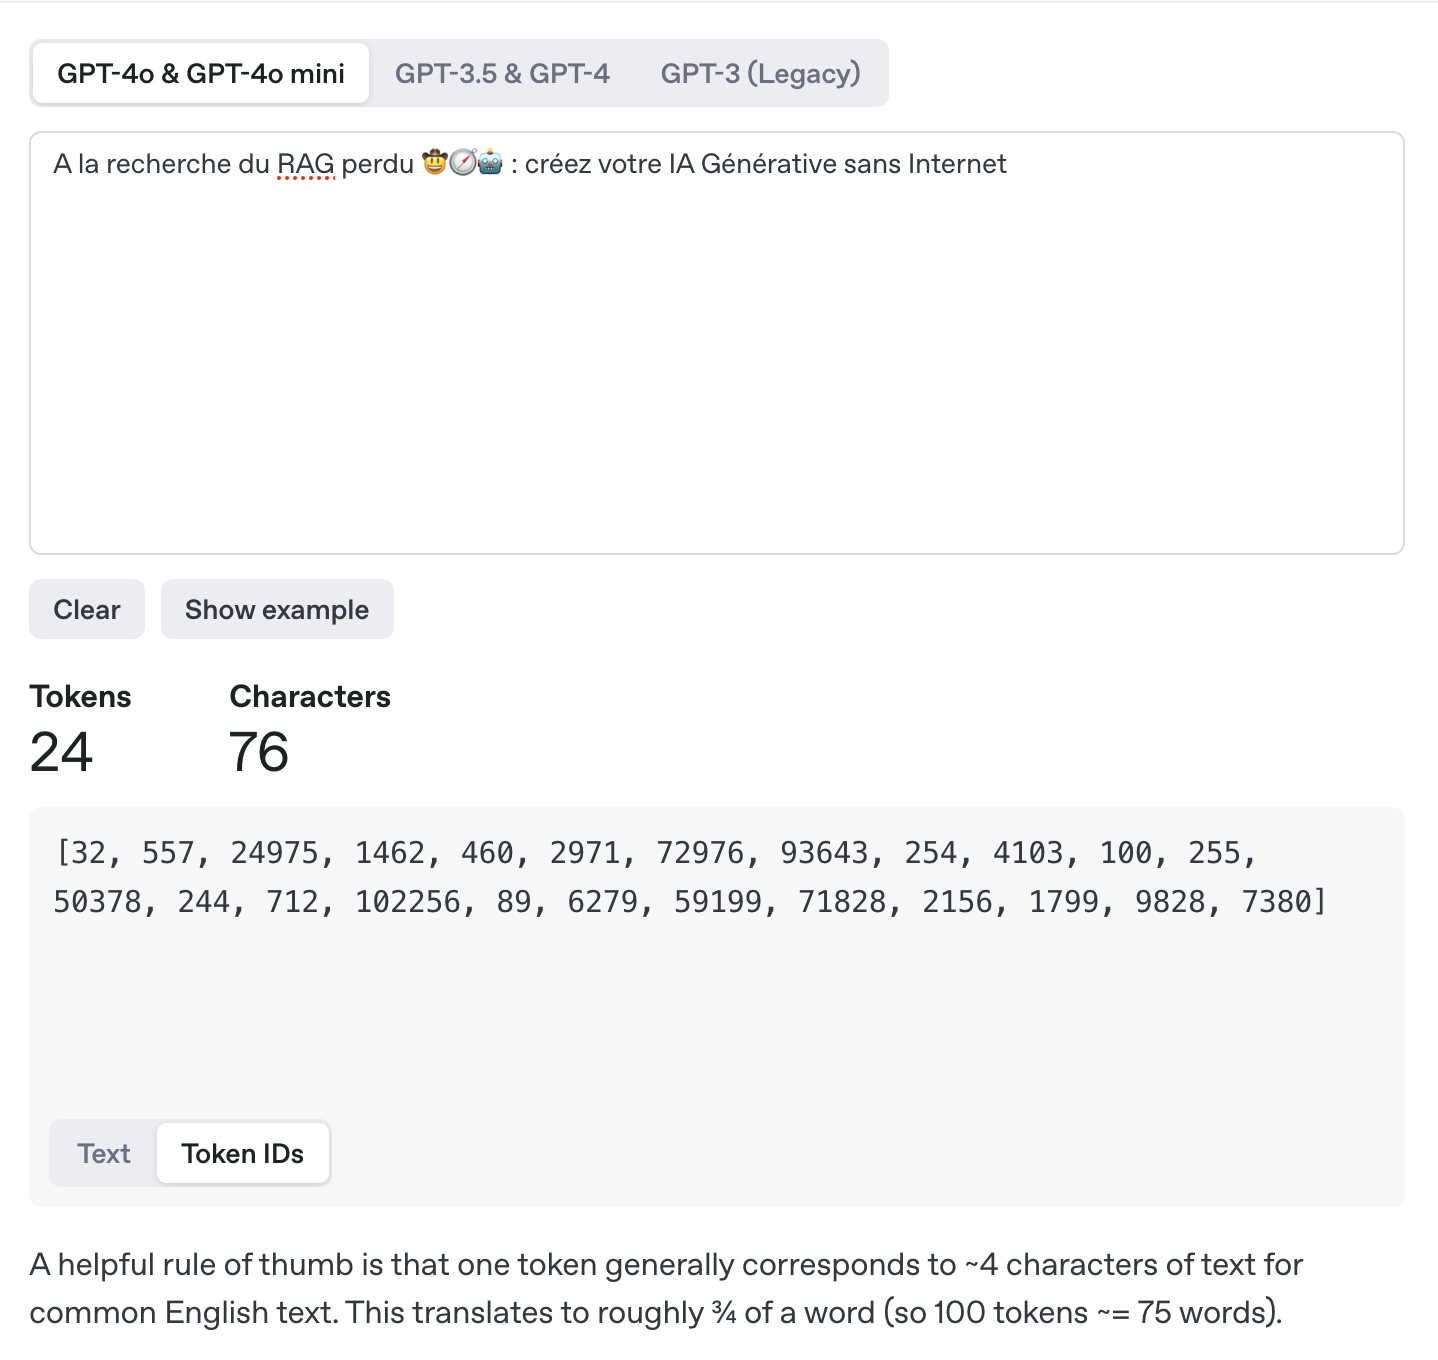 GPT-4o & GPT-4o mini GPT-3.5 & GPT-4 GPT-3 (Legacy)
A la recherche du RAG perdu 🤠🧭🤖 : créez votre IA Générative sans Internet
Clear Show example
Tokens Characters
24 76
[32, 557, 24975, 1462, 460, 2971, 72976, 93643, 254, 4103, 100, 255,
50378, 244, 712, 102256, 89, 6279, 59199, 71828, 2156, 1799, 9828, 7380]
Text Token IDs
A helpful rule of thumb is that one token generally corresponds to ~4 characters of text for
common English text. This translates to roughly ¾ of a word (so 100 tokens ~= 75 words).